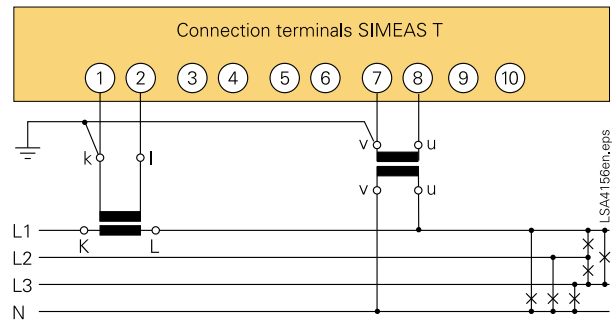 Connection terminals SIMEAS T
1 2 3 4 5 6 7 8 9 10
k l v u
v u
L1 K L
L2
L3
N
LSA4156en.eps